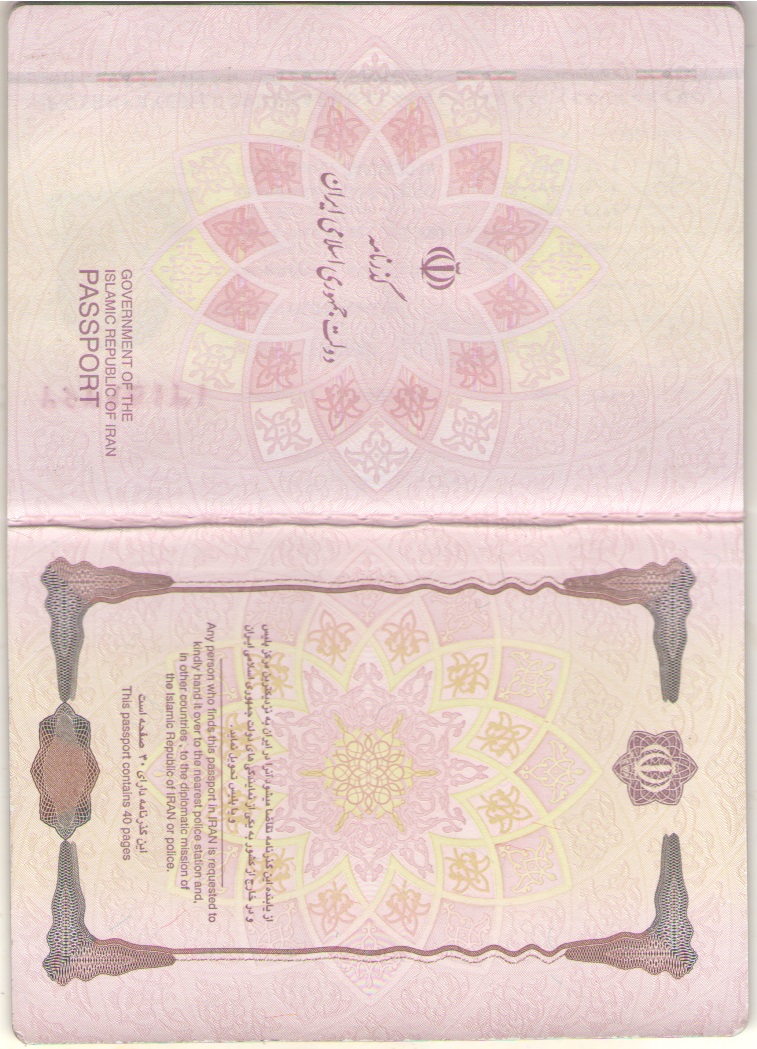 دولت جمهوری اسلامی ایران
گذرنامه
GOVERNMENT OF THE
ISLAMIC REPUBLIC OF IRAN
PASSPORT
از یابنده این گذرنامه تقاضا میشود آنرا در ایران به نزدیکترین مرکز پلیس
و در خارج از کشور به یکی از نمایندگی های دولت جمهوری اسلامی ایران
و یا پلیس تحویل نماید.
Any person who finds this passport in IRAN is requested to
kindly hand it over to the nearest police station and,
in other countries, to the diplomatic mission of
the Islamic Republic of IRAN or police.
این گذرنامه دارای ۴۰ صفحه است
This passport contains 40 pages